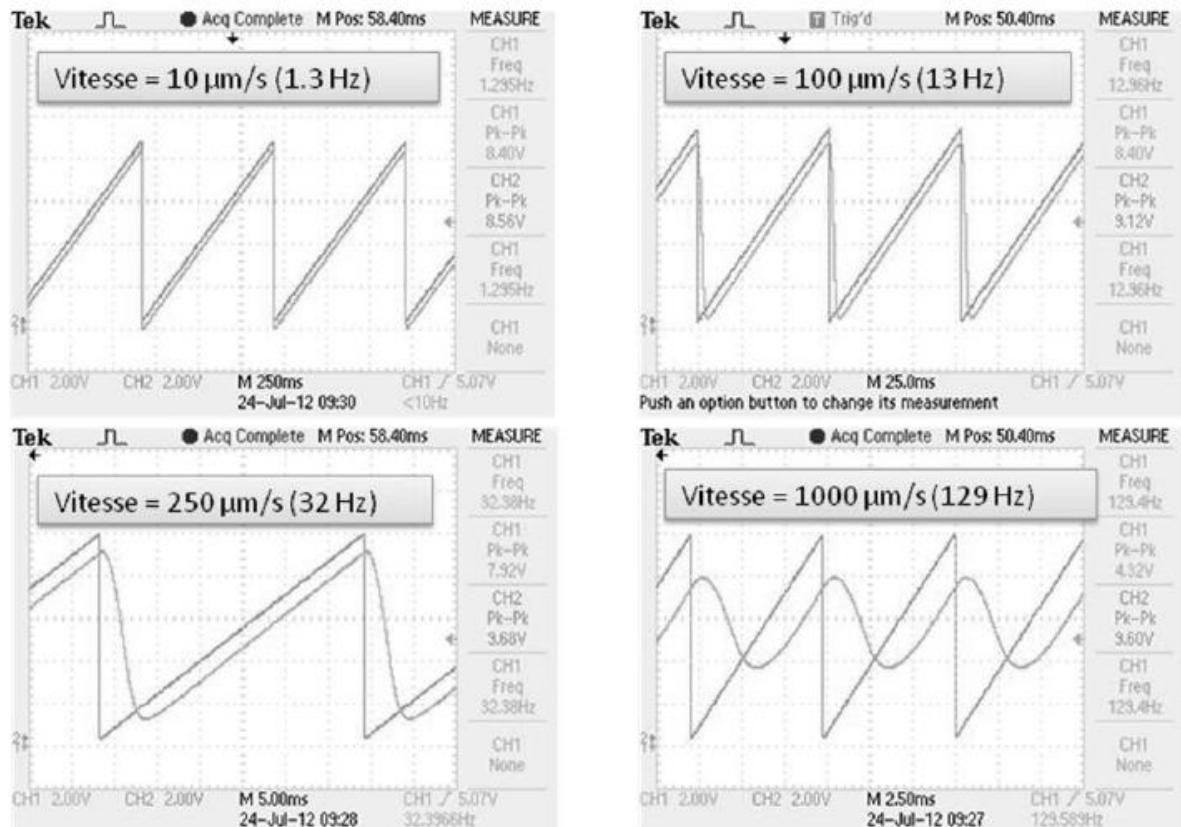 Tek Acq Complete M Pos: 58.40ms MEASURE
Vitesse = 10 µm/s (1.3 Hz)
CH1
Freq
1.295Hz
CH1
Pk-Pk
8.40V
CH2
Pk-Pk
8.56V
CH1
Freq
1.295Hz
CH1
None
2
CH1 2.00V CH2 2.00V M 250ms CH1 / 5.07V
24-Jul-12 09:30 <10Hz
Tek T Trig'd M Pos: 50.40ms MEASURE
Vitesse = 100 µm/s (13 Hz)
CH1
Freq
12.96Hz
CH1
Pk-Pk
8.40V
CH2
Pk-Pk
9.12V
CH1
Freq
12.96Hz
CH1
None
2
CH1 2.00V CH2 2.00V M 25.0ms CH1 / 5.07V
Push an option button to change its measurement
Tek Acq Complete M Pos: 58.40ms MEASURE
Vitesse = 250 µm/s (32 Hz)
CH1
Freq
32.38Hz
CH1
Pk-Pk
7.92V
CH2
Pk-Pk
9.68V
CH1
Freq
32.38Hz
CH1
None
2
CH1 2.00V CH2 2.00V M 5.00ms CH1 / 5.07V
24-Jul-12 09:28 32.3966Hz
Tek Acq Complete M Pos: 50.40ms MEASURE
Vitesse = 1000 µm/s (129 Hz)
CH1
Freq
129.4Hz
CH1
Pk-Pk
4.32V
CH2
Pk-Pk
9.60V
CH1
Freq
129.4Hz
CH1
None
2
CH1 2.00V CH2 2.00V M 2.50ms CH1 / 5.07V
24-Jul-12 09:27 129.589Hz